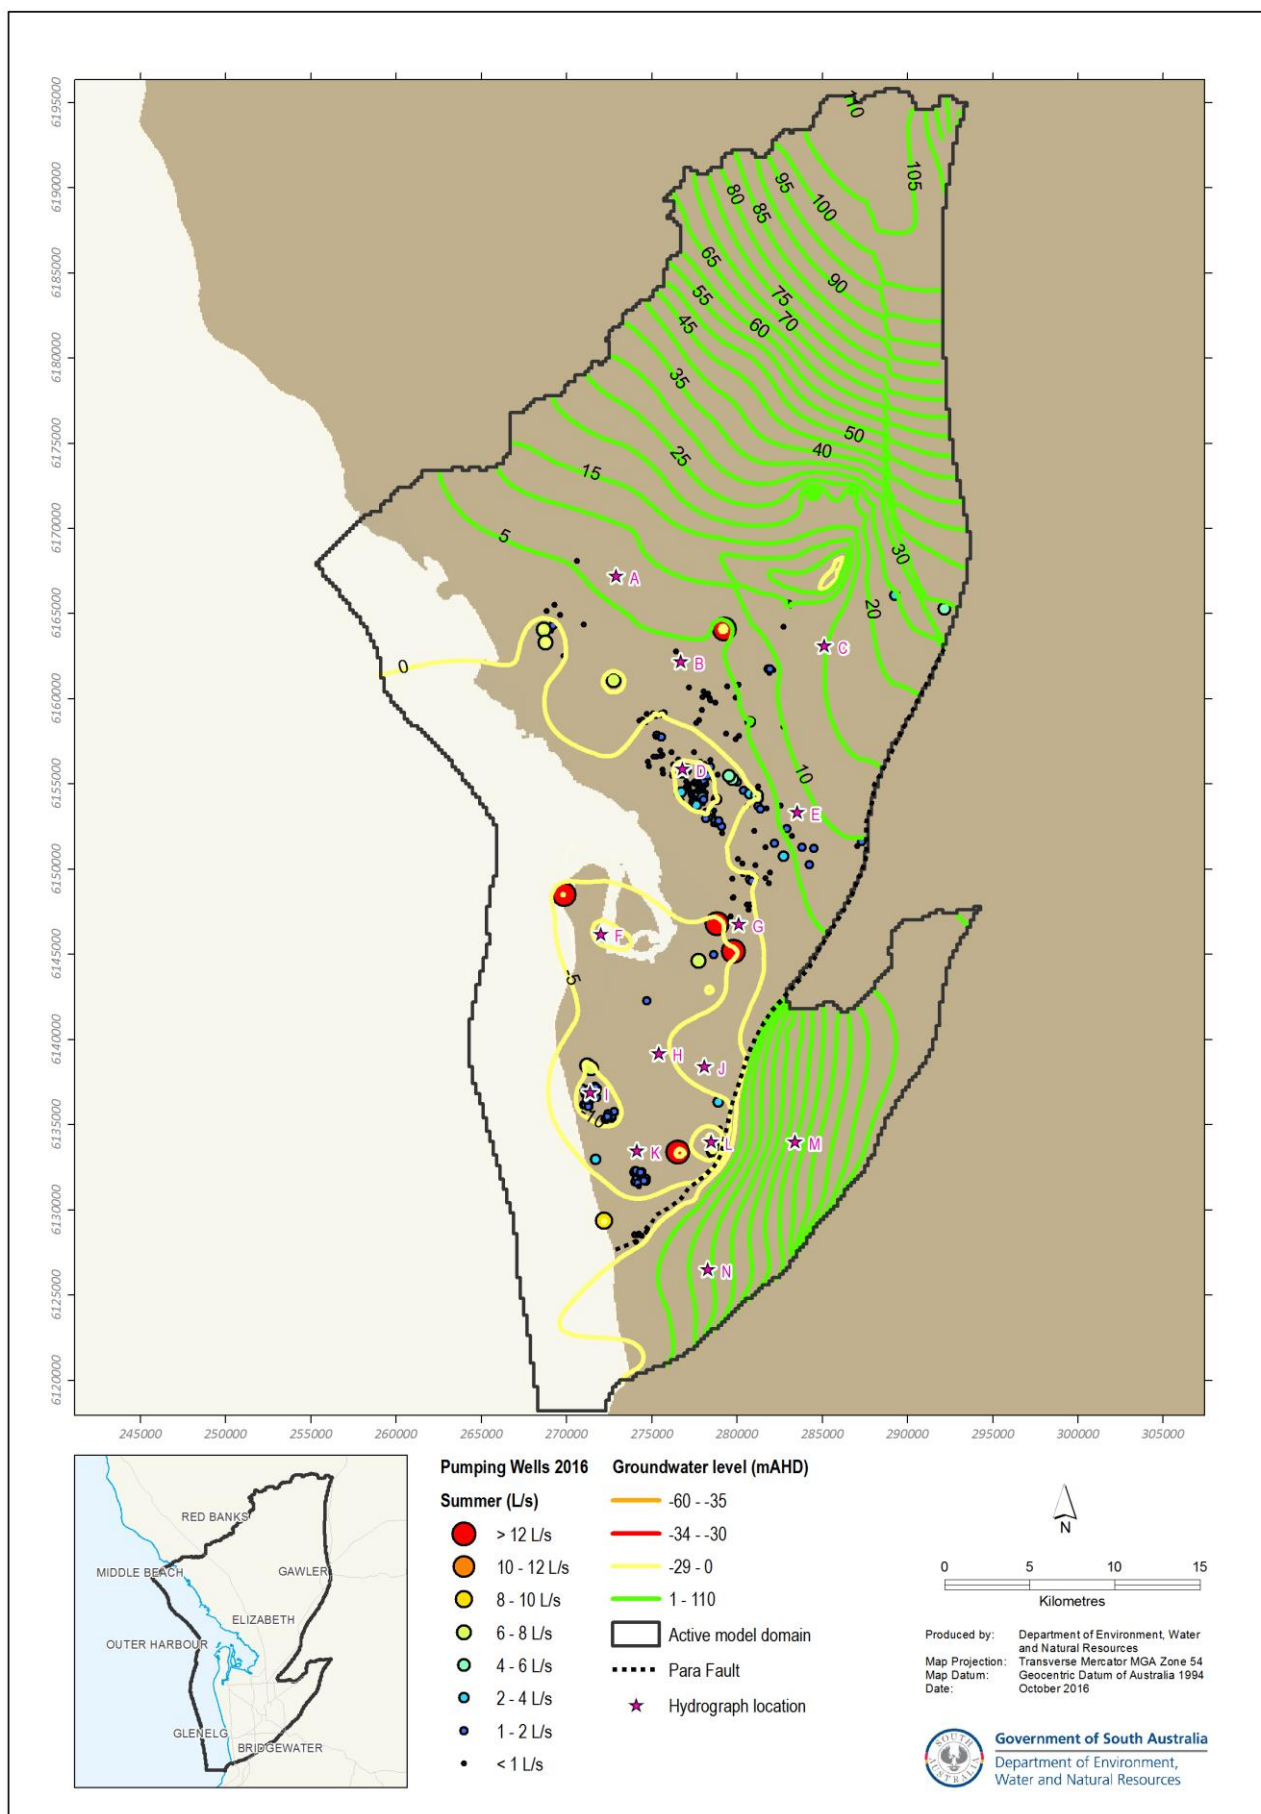 6195000
6190000
6185000
6180000
6175000
6170000
6165000
6160000
6155000
6150000
6145000
6140000
6135000
6130000
6125000
6120000
245000 250000 255000 260000 265000 270000 275000 280000 285000 290000 295000 300000 305000
10
105
95
80
85
100
65
90
55
75
45
70
60
35
50
40
25
15
5
30
A
20
B
C
0
D
10
E
G
F
-5
H
J
I
-10
K
L
M
N
RED BANKS
MIDDLE BEACH
GAWLER
ELIZABETH
OUTER HARBOUR
GLENELG
BRIDGEWATER
Pumping Wells 2016
Summer (L/s)
> 12 L/s
10 - 12 L/s
8 - 10 L/s
6 - 8 L/s
4 - 6 L/s
2 - 4 L/s
1 - 2 L/s
< 1 L/s
Groundwater level (mAHD)
-60 - -35
-34 - -30
-29 - 0
1 - 110
Active model domain
Para Fault
Hydrograph location
N
0 5 10 15
Kilometres
Produced by: Department of Environment, Water
and Natural Resources
Map Projection: Transverse Mercator MGA Zone 54
Map Datum: Geocentric Datum of Australia 1994
Date: October 2016
SOUTH AUSTRALIA
Government of South Australia
Department of Environment,
Water and Natural Resources